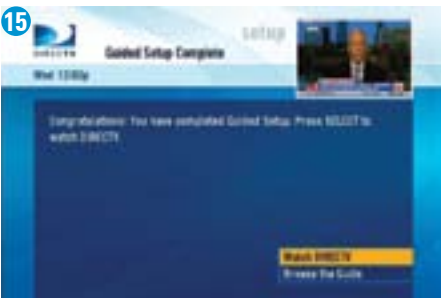 15
setup
DIRECTV
Guided Setup Complete
Wed 12:00p
Congratulations! You have completed Guided Setup. Press SELECT to
watch DIRECTV.
Watch DIRECTV
Browse the Guide